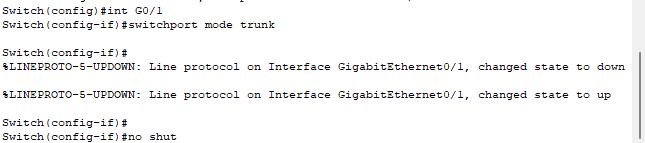 Switch(config)#int G0/1
Switch(config-if)#switchport mode trunk
Switch(config-if)#
%LINEPROTO-5-UPDOWN: Line protocol on Interface GigabitEthernet0/1, changed state to down
%LINEPROTO-5-UPDOWN: Line protocol on Interface GigabitEthernet0/1, changed state to up
Switch(config-if)#
Switch(config-if)#no shut